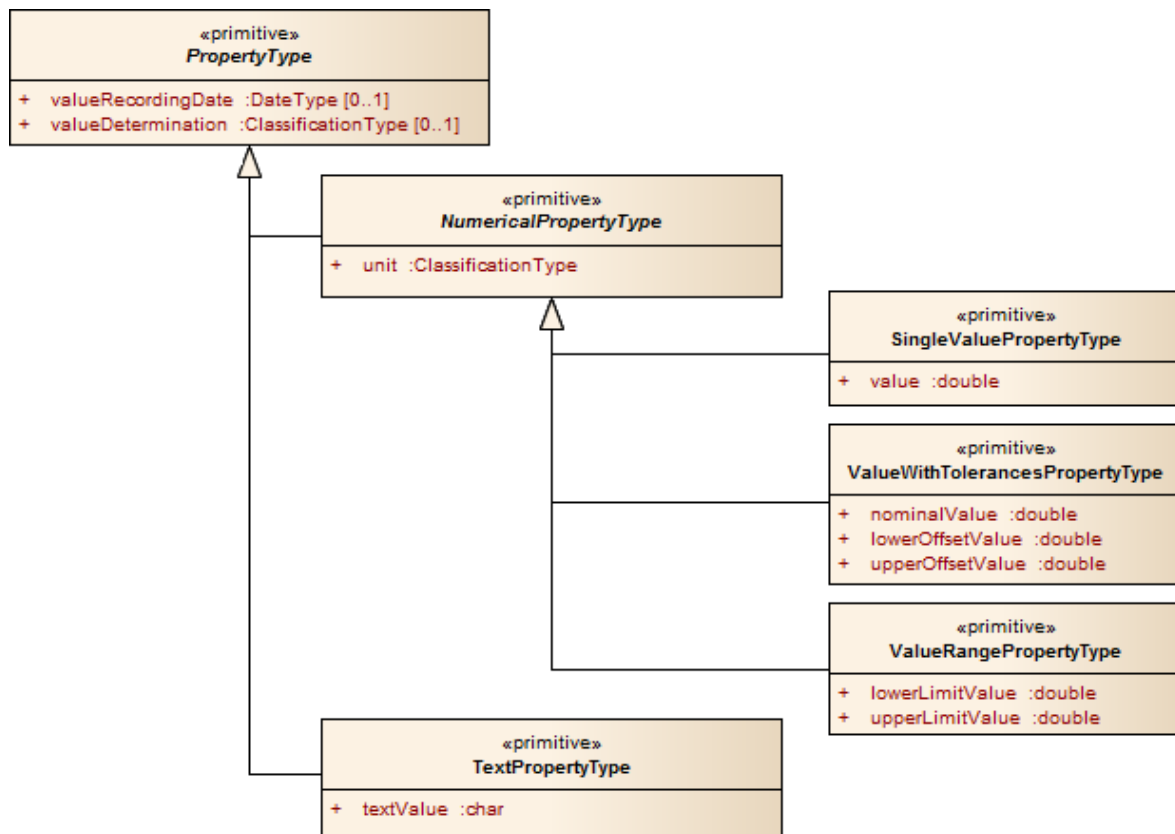 «primitive»
PropertyType
+ valueRecordingDate :DateType [0..1]
+ valueDetermination :ClassificationType [0..1]
«primitive»
NumericalPropertyType
+ unit :ClassificationType
«primitive»
SingleValuePropertyType
+ value :double
«primitive»
ValueWithTolerancesPropertyType
+ nominalValue :double
+ lowerOffsetValue :double
+ upperOffsetValue :double
«primitive»
ValueRangePropertyType
+ lowerLimitValue :double
+ upperLimitValue :double
«primitive»
TextPropertyType
+ textValue :char